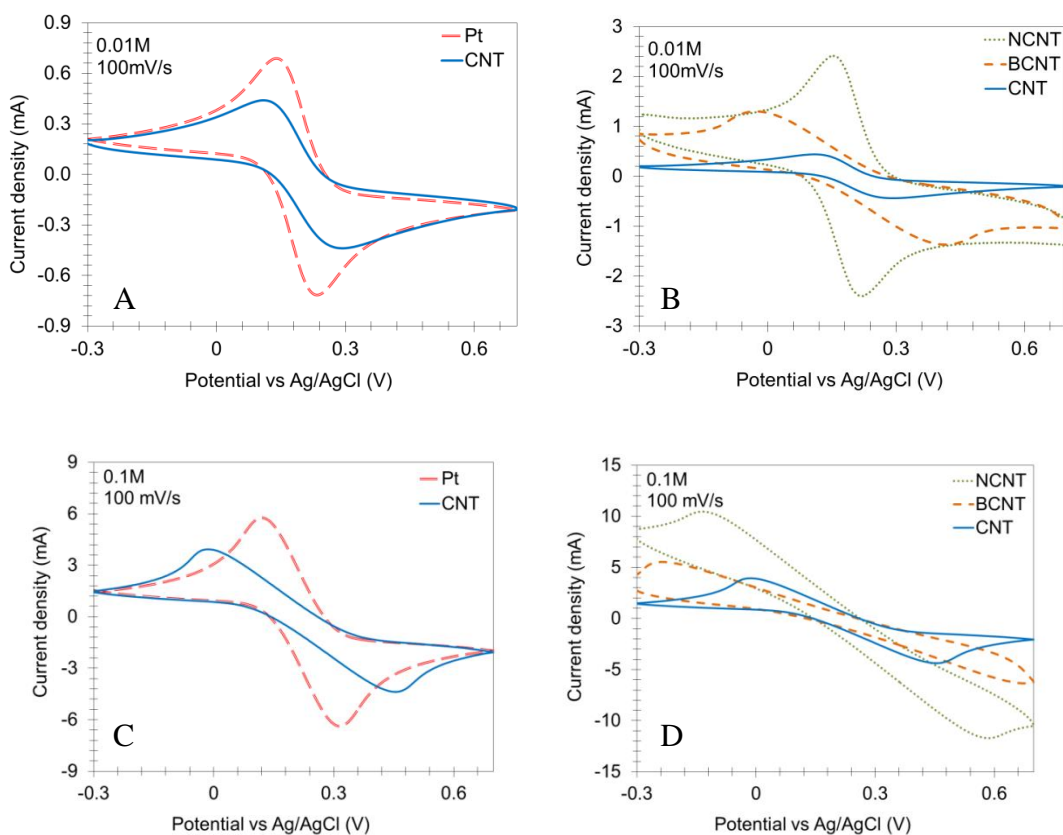 0.9
0.6
0.3
0.0
-0.3
-0.6
-0.9
Current density (mA)
0.01M
100mV/s
Pt
CNT
A
-0.3
0
0.3
0.6
Potential vs Ag/AgCl (V)
3
2
1
0
-1
-2
-3
Current density (mA)
0.01M
100mV/s
NCNT
BCNT
CNT
B
-0.3
0
0.3
0.6
Potential vs Ag/AgCl (V)
9
6
3
0
-3
-6
-9
Current density (mA)
0.1M
100 mV/s
Pt
CNT
C
-0.3
0
0.3
0.6
Potential vs Ag/AgCl (V)
15
10
5
0
-5
-10
-15
Current density (mA)
0.1M
100 mV/s
NCNT
BCNT
CNT
D
-0.3
0
0.3
0.6
Potential vs Ag/AgCl (V)